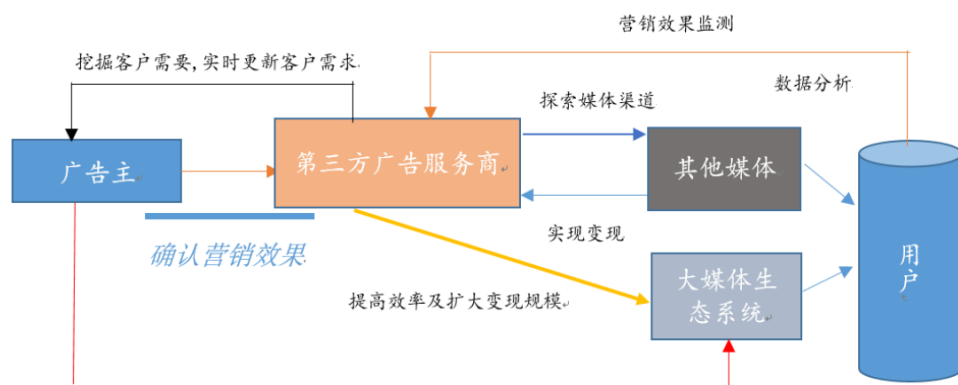 营销效果监测
挖掘客户需要,实时更新客户需求
数据分析
探索媒体渠道
广告主
第三方广告服务商
其他媒体
确认营销效果
实现变现
用
户
大媒体生
态系统
提高效率及扩大变现规模